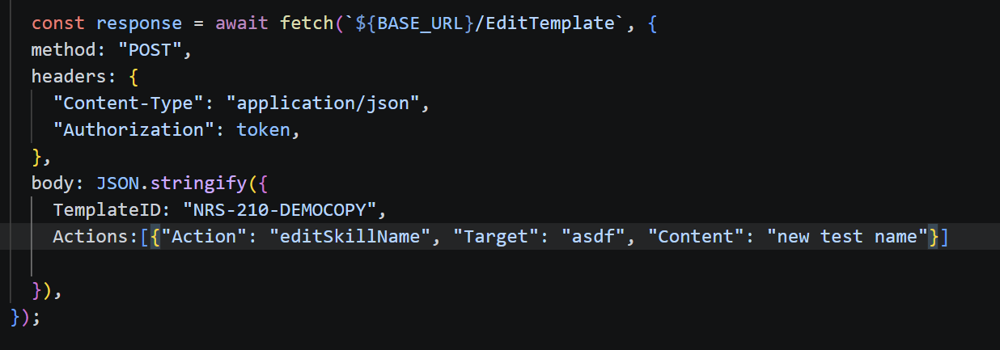 const response = await fetch(`${BASE_URL}/EditTemplate`, {
method: "POST",
headers: {
"Content-Type": "application/json",
"Authorization": token,
},
body: JSON.stringify({
TemplateID: "NRS-210-DEMOCOPY",
Actions:[{"Action": "editSkillName", "Target": "asdf", "Content": "new test name"}]
}),
});